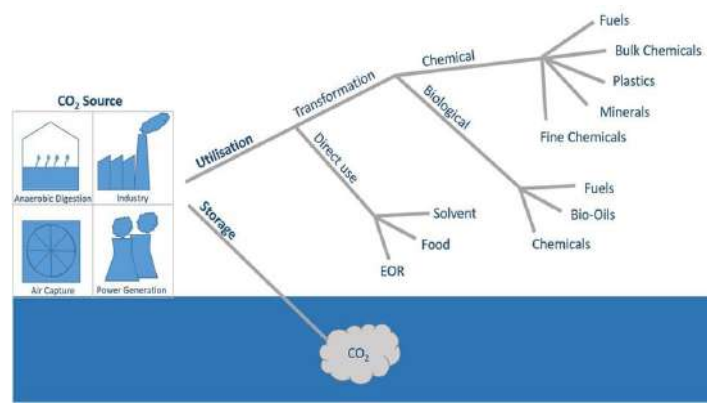 CO₂ Source
Anaerobic Digestion
Industry
Air Capture
Power Generation
Utilisation
Storage
Transformation
Direct use
Chemical
Biological
Fuels
Bulk Chemicals
Plastics
Minerals
Fine Chemicals
Fuels
Bio-Oils
Chemicals
Solvent
Food
EOR
CO₂